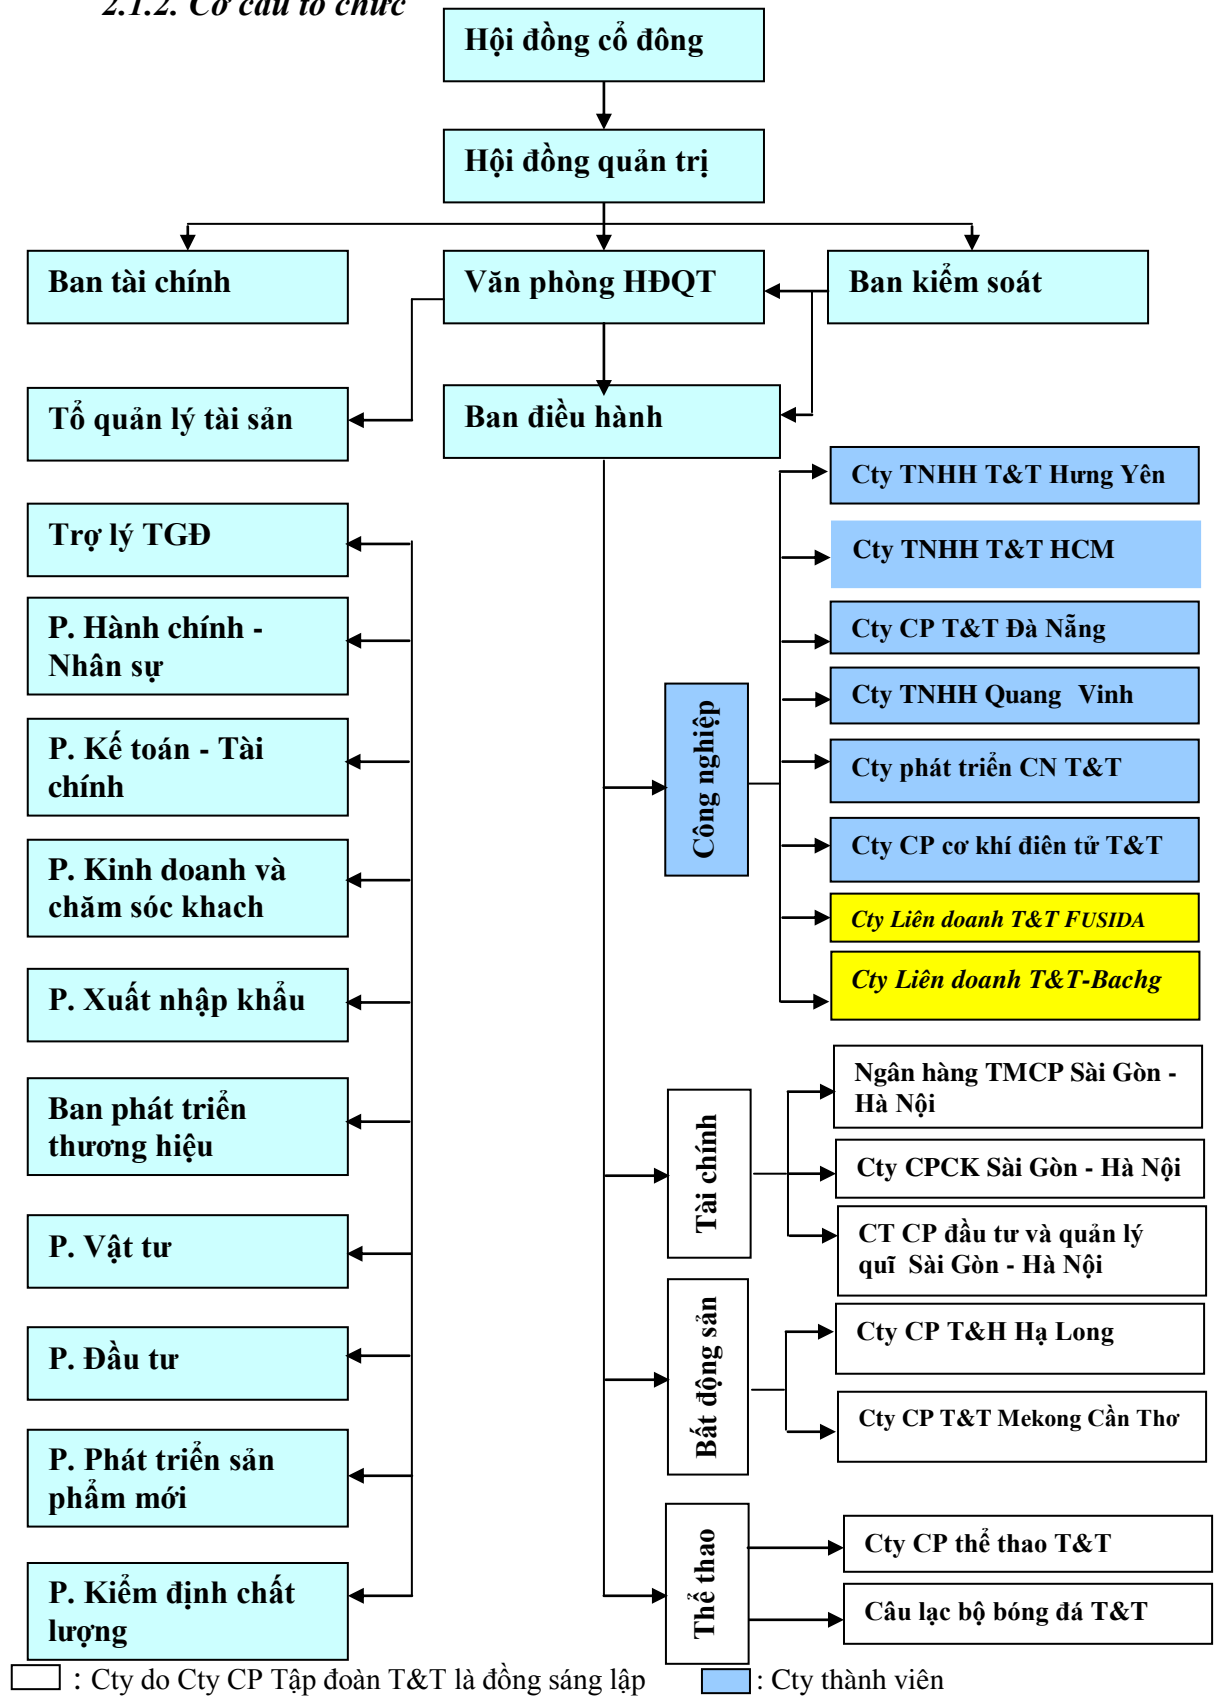 2.1.2. Cơ cấu tổ chức
Hội đồng cổ đông
Hội đồng quản trị
Ban tài chính
Văn phòng HĐQT
Ban kiểm soát
Tổ quản lý tài sản
Ban điều hành
Trợ lý TGĐ
P. Hành chính -
Nhân sự
P. Kế toán - Tài
chính
P. Kinh doanh và
chăm sóc khach
P. Xuất nhập khẩu
Ban phát triển
thương hiệu
P. Vật tư
P. Đầu tư
P. Phát triển sản
phẩm mới
P. Kiểm định chất
lượng
Công nghiệp
Cty TNHH T&T Hưng Yên
Cty TNHH T&T HCM
Cty CP T&T Đà Nẵng
Cty TNHH Quang Vinh
Cty phát triển CN T&T
Cty CP cơ khí điên tử T&T
Cty Liên doanh T&T FUSIDA
Cty Liên doanh T&T-Bachg
Tài chính
Ngân hàng TMCP Sài Gòn -
Hà Nội
Cty CPCK Sài Gòn - Hà Nội
CT CP đầu tư và quản lý
quĩ Sài Gòn - Hà Nội
Bất động sản
Cty CP T&H Hạ Long
Cty CP T&T Mekong Cần Thơ
Thể thao
Cty CP thể thao T&T
Câu lạc bộ bóng đá T&T
: Cty do Cty CP Tập đoàn T&T là đồng sáng lập
: Cty thành viên